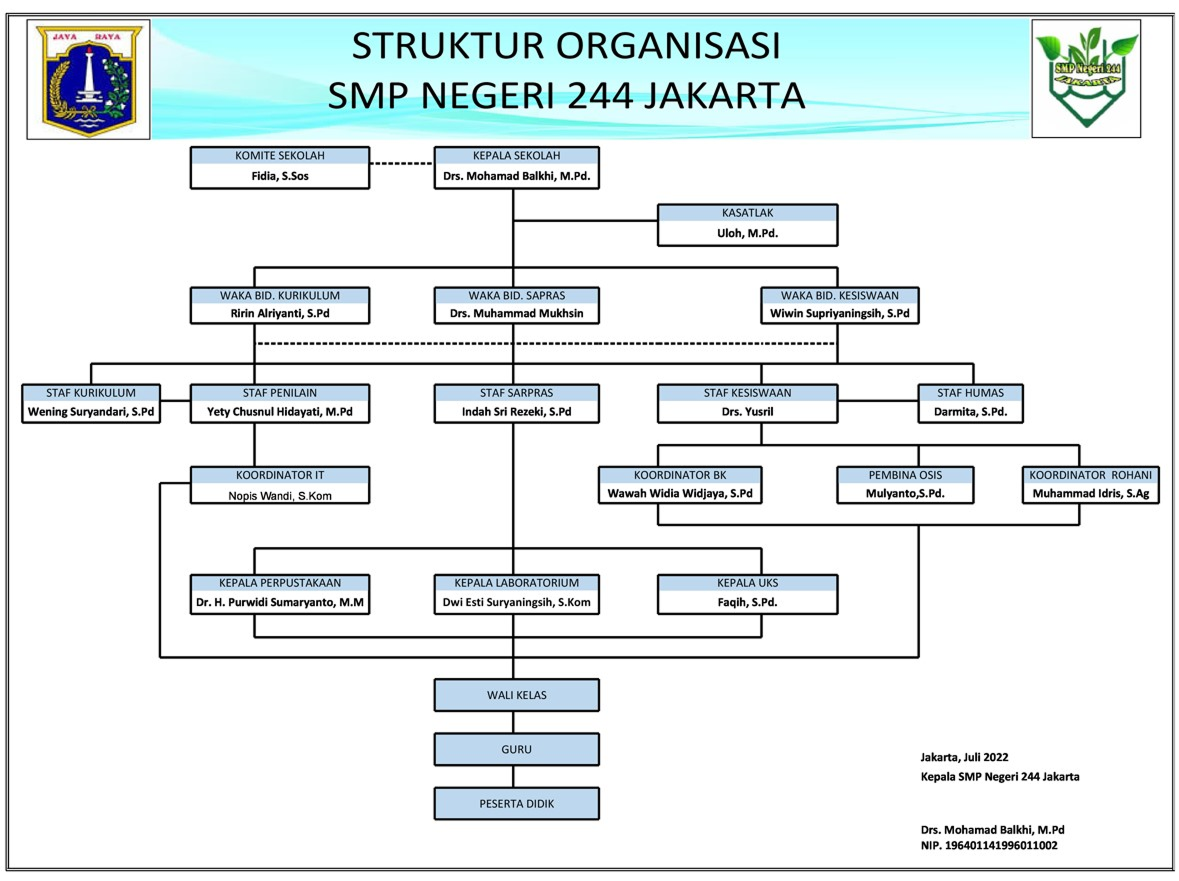 JAYA RAYA
STRUKTUR ORGANISASI
SMP NEGERI 244 JAKARTA
SMP Negeri 244
JAKARTA
KOMITE SEKOLAH
Fidia, S.Sos
KEPALA SEKOLAH
Drs. Mohamad Balkhi, M.Pd.
KASATLAK
Uloh, M.Pd.
WAKA BID. KURIKULUM
Ririn Alriyanti, S.Pd
WAKA BID. SAPRAS
Drs. Muhammad Mukhsin
WAKA BID. KESISWAAN
Wiwin Supriyaningsih, S.Pd
STAF KURIKULUM
Wening Suryandari, S.Pd
STAF PENILAIN
Yety Chusnul Hidayati, M.Pd
STAF SARPRAS
Indah Sri Rezeki, S.Pd
STAF KESISWAAN
Drs. Yusril
STAF HUMAS
Darmita, S.Pd.
KOORDINATOR IT
Nopis Wandi, S.Kom
KOORDINATOR BK
Wawah Widia Widjaya, S.Pd
PEMBINA OSIS
Mulyanto,S.Pd.
KOORDINATOR ROHANI
Muhammad Idris, S.Ag
KEPALA PERPUSTAKAAN
Dr. H. Purwidi Sumaryanto, M.M
KEPALA LABORATORIUM
Dwi Esti Suryaningsih, S.Kom
KEPALA UKS
Faqih, S.Pd.
WALI KELAS
GURU
PESERTA DIDIK
Jakarta, Juli 2022
Kepala SMP Negeri 244 Jakarta
Drs. Mohamad Balkhi, M.Pd
NIP. 196401141996011002